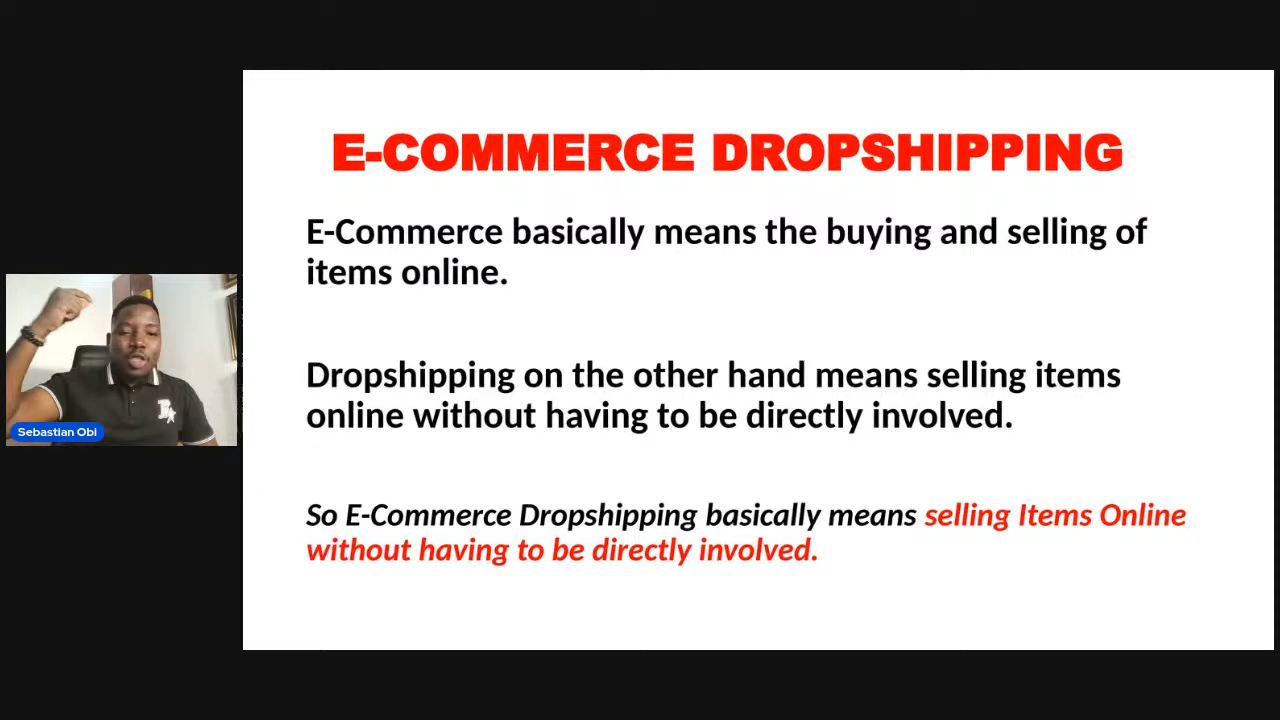 E-COMMERCE DROPSHIPPING
E-Commerce basically means the buying and selling of
items online.
Dropshipping on the other hand means selling items
online without having to be directly involved.
So E-Commerce Dropshipping basically means selling Items Online
without having to be directly involved.
Sebastian Obi